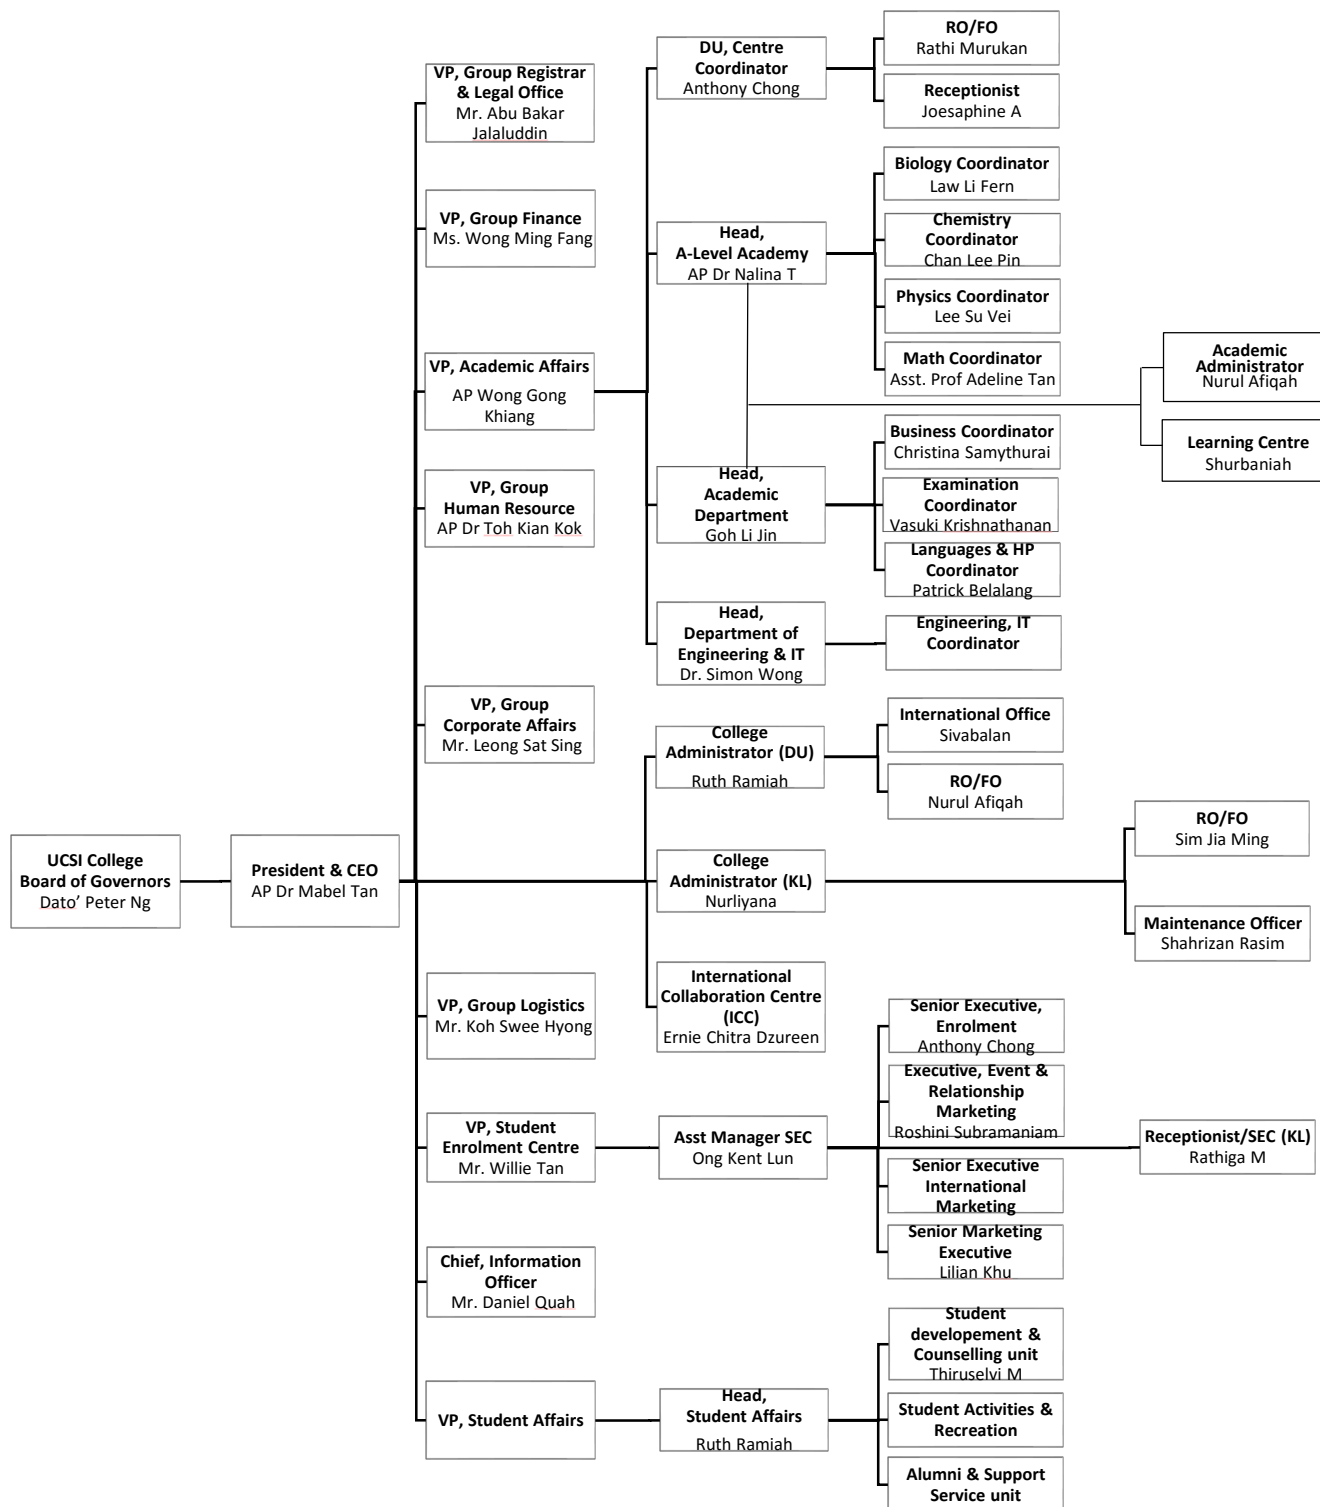 UCSI College
Board of Governors
Dato’ Peter Ng
President & CEO
AP Dr Mabel Tan
VP, Group Registrar
& Legal Office
Mr. Abu Bakar
Jalaluddin
VP, Group Finance
Ms. Wong Ming Fang
VP, Academic Affairs
AP Wong Gong
Khiang
VP, Group
Human Resource
AP Dr Toh Kian Kok
VP, Group
Corporate Affairs
Mr. Leong Sat Sing
VP, Group Logistics
Mr. Koh Swee Hyong
VP, Student
Enrolment Centre
Mr. Willie Tan
Chief, Information
Officer
Mr. Daniel Quah
VP, Student Affairs
DU, Centre
Coordinator
Anthony Chong
Head,
A-Level Academy
AP Dr Nalina T
Head,
Academic
Department
Goh Li Jin
Head,
Department of
Engineering & IT
Dr. Simon Wong
College
Administrator (DU)
Ruth Ramiah
College
Administrator (KL)
Nurliyana
International
Collaboration Centre
(ICC)
Ernie Chitra Dzureen
Asst Manager SEC
Ong Kent Lun
Head,
Student Affairs
Ruth Ramiah
RO/FO
Rathi Murukan
Receptionist
Joesaphine A
Biology Coordinator
Law Li Fern
Chemistry
Coordinator
Chan Lee Pin
Physics Coordinator
Lee Su Vei
Math Coordinator
Asst. Prof Adeline Tan
Business Coordinator
Christina Samythurai
Examination
Coordinator
Vasuki Krishnathanan
Languages & HP
Coordinator
Patrick Belalang
Engineering, IT
Coordinator
International Office
Sivabalan
RO/FO
Nurul Afiqah
Senior Executive,
Enrolment
Anthony Chong
Executive, Event &
Relationship
Marketing
Roshini Subramaniam
Senior Executive
International
Marketing
Senior Marketing
Executive
Lilian Khu
Student
developement &
Counselling unit
Thiruselvi M
Student Activities &
Recreation
Alumni & Support
Service unit
Academic
Administrator
Nurul Afiqah
Learning Centre
Shurbaniah
RO/FO
Sim Jia Ming
Maintenance Officer
Shahrizan Rasim
Receptionist/SEC (KL)
Rathiga M